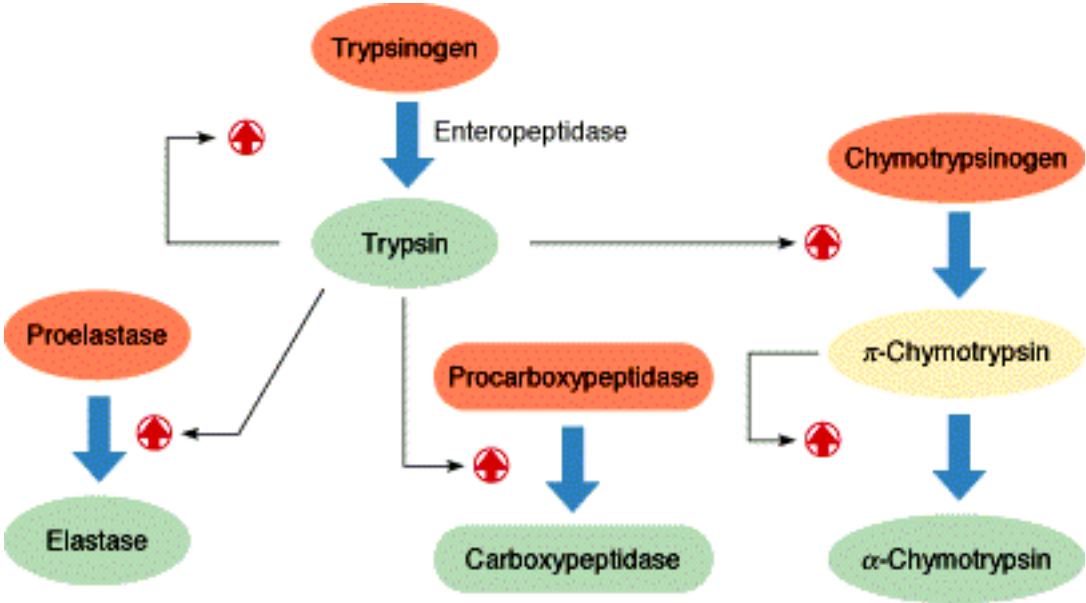 Trypsinogen
Enteropeptidase
Chymotrypsinogen
Trypsin
Proelastase
π-Chymotrypsin
Procarboxypeptidase
Elastase
Carboxypeptidase
α-Chymotrypsin